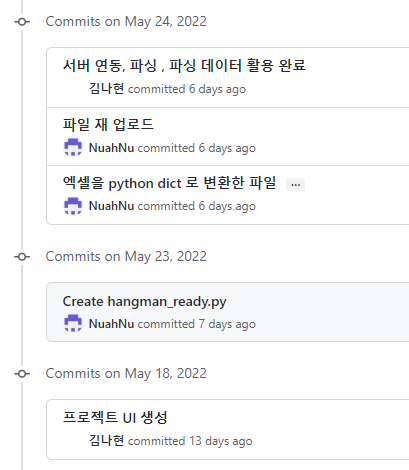 Commits on May 24, 2022
서버 연동, 파싱 , 파싱 데이터 활용 완료
김나현 committed 6 days ago
파일 재 업로드
NuahNu committed 6 days ago
엑셀을 python dict 로 변환한 파일 ...
NuahNu committed 6 days ago
Commits on May 23, 2022
Create hangman_ready.py
NuahNu committed 7 days ago
Commits on May 18, 2022
프로젝트 UI 생성
김나현 committed 13 days ago